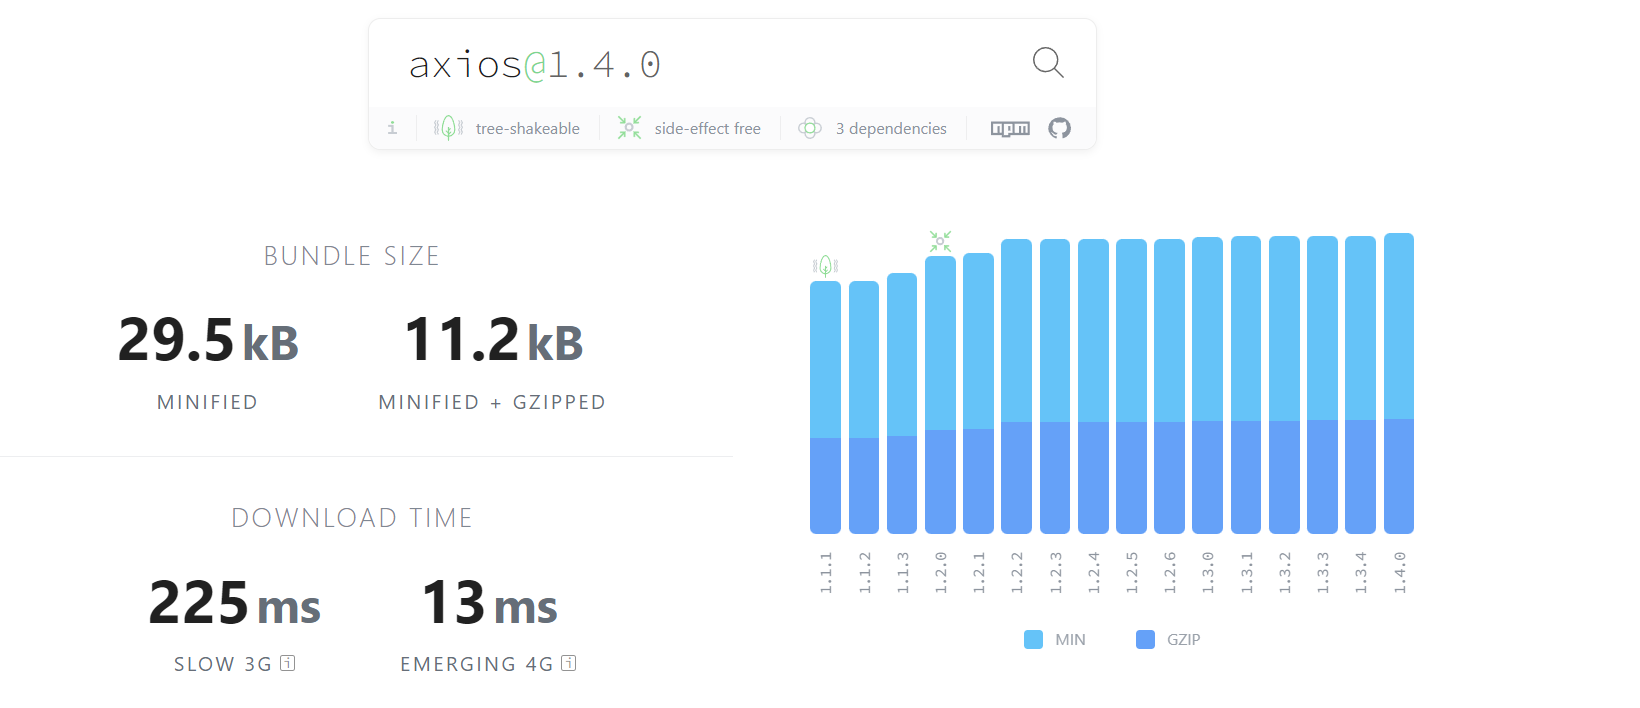 axios@1.4.0
i tree-shakeable side-effect free 3 dependencies npm
BUNDLE SIZE
29.5 kB 11.2 kB
MINIFIED MINIFIED + GZIPPED
DOWNLOAD TIME
225 ms 13 ms
SLOW 3G i EMERGING 4G i
1.1.1 1.1.2 1.1.3 1.2.0 1.2.1 1.2.2 1.2.3 1.2.4 1.2.5 1.2.6 1.3.0 1.3.1 1.3.2 1.3.3 1.3.4 1.4.0
MIN GZIP